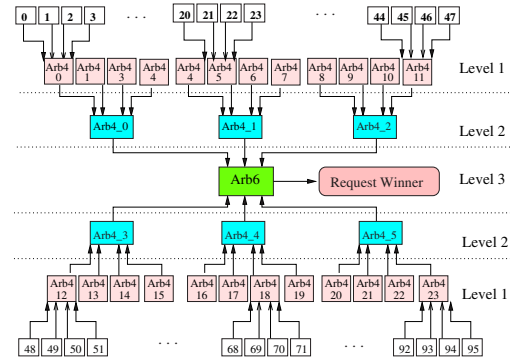 0 1 2 3 20 21 22 23 44 45 46 47
. . . . . .
Arb4 Arb4 Arb4 Arb4 Arb4 Arb4 Arb4 Arb4 Arb4 Arb4 Arb4 Arb4
0 1 3 4 4 5 6 7 8 9 10 11
Level 1
Arb4_0 Arb4_1 Arb4_2
Level 2
Arb6 Request Winner Level 3
Arb4_3 Arb4_4 Arb4_5
Level 2
Arb4 Arb4 Arb4 Arb4 Arb4 Arb4 Arb4 Arb4 Arb4 Arb4 Arb4 Arb4
12 13 14 15 16 17 18 19 20 21 22 23
Level 1
48 49 50 51 . . . 68 69 70 71 . . . 92 93 94 95